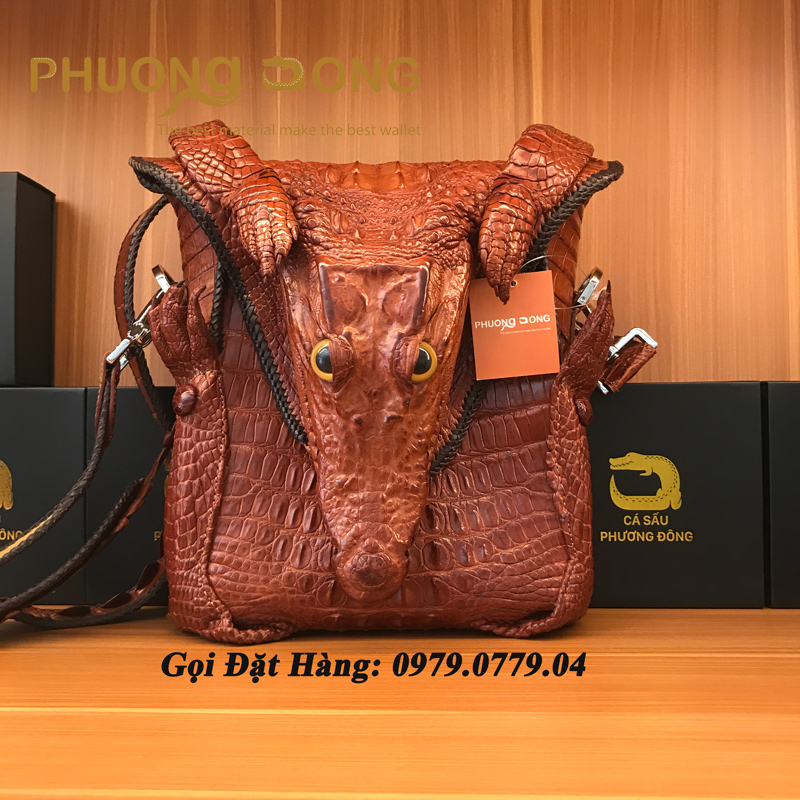 PHUONG DONG
The best material make the best wallet
PHUONG DONG
CÁ SẤU
PHƯƠNG ĐÔNG
ÔNG
Gọi Đặt Hàng: 0979.0779.04